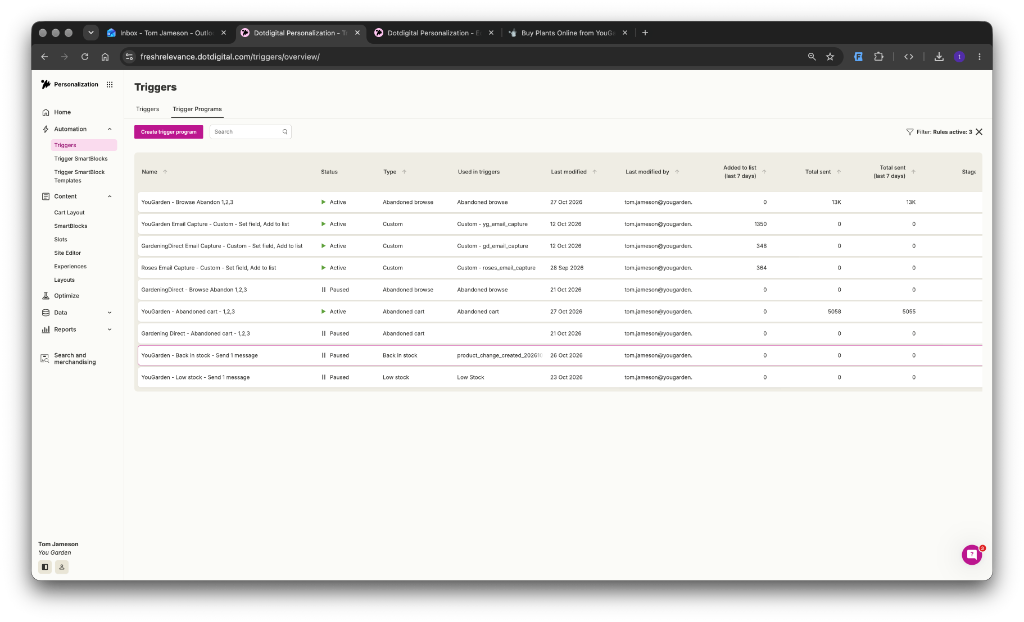 Inbox - Tom Jameson - Outlo
Dotdigital Personalization - T
Dotdigital Personalization - E
Buy Plants Online from YouG
freshrelevance.dotdigital.com/triggers/overview/
1
Personalization
Home
Automation
Triggers
Trigger SmartBlocks
Trigger SmartBlock
Templates
Content
Cart Layout
SmartBlocks
Slots
Site Editor
Experiences
Layouts
Optimize
Data
Reports
Search and
merchandising
Tom Jameson
You Garden
Triggers
Triggers Trigger Programs
Create trigger program Search Filter: Rules active: 3
Name Status Type Used in triggers Last modified Last modified by Added to list (last 7 days) Total sent Total sent (last 7 days) Stage
YouGarden - Browse Abandon 1,2,3 Active Abandoned browse Abandoned browse 27 Oct 2026 tom.jameson@yougarden. 0 13K 13K
YouGarden Email Capture - Custom - Set field, Add to list Active Custom Custom - yg_email_capture 12 Oct 2026 tom.jameson@yougarden. 1350 0 0
GardeningDirect Email Capture - Custom - Set field, Add to list Active Custom Custom - gd_email_capture 12 Oct 2026 tom.jameson@yougarden. 348 0 0
Roses Email Capture - Custom - Set field, Add to list Active Custom Custom - roses_email_capture 28 Sep 2026 tom.jameson@yougarden. 364 0 0
GardeningDirect - Browse Abandon 1,2,3 Paused Abandoned browse Abandoned browse 21 Oct 2026 tom.jameson@yougarden. 0 0 0
YouGarden - Abandoned cart - 1,2,3 Active Abandoned cart Abandoned cart 27 Oct 2026 tom.jameson@yougarden. 0 5058 5055
Gardening Direct - Abandoned cart - 1,2,3 Paused Abandoned cart 21 Oct 2026 tom.jameson@yougarden. 0 0 0
YouGarden - Back in stock - Send 1 message Paused Back in stock product_change_created_20261 26 Oct 2026 tom.jameson@yougarden. 0 0 0
YouGarden - Low stock - Send 1 message Paused Low stock Low Stock 23 Oct 2026 tom.jameson@yougarden. 0 0 0